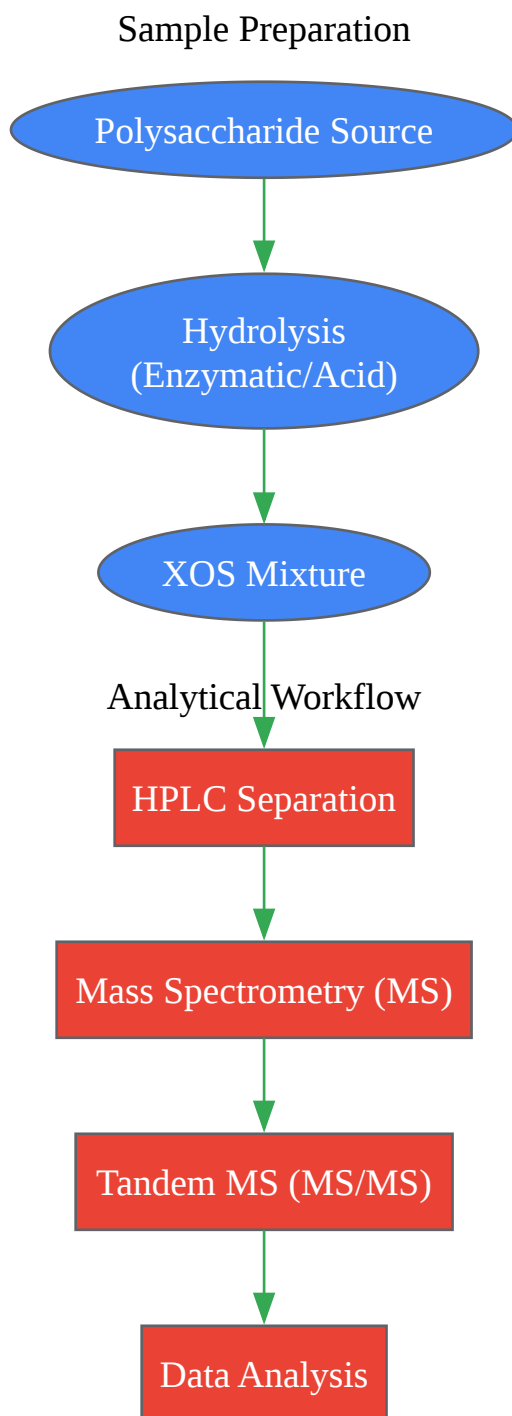 Sample Preparation
Polysaccharide Source
Hydrolysis
(Enzymatic/Acid)
XOS Mixture
Analytical Workflow
HPLC Separation
Mass Spectrometry (MS)
Tandem MS (MS/MS)
Data Analysis